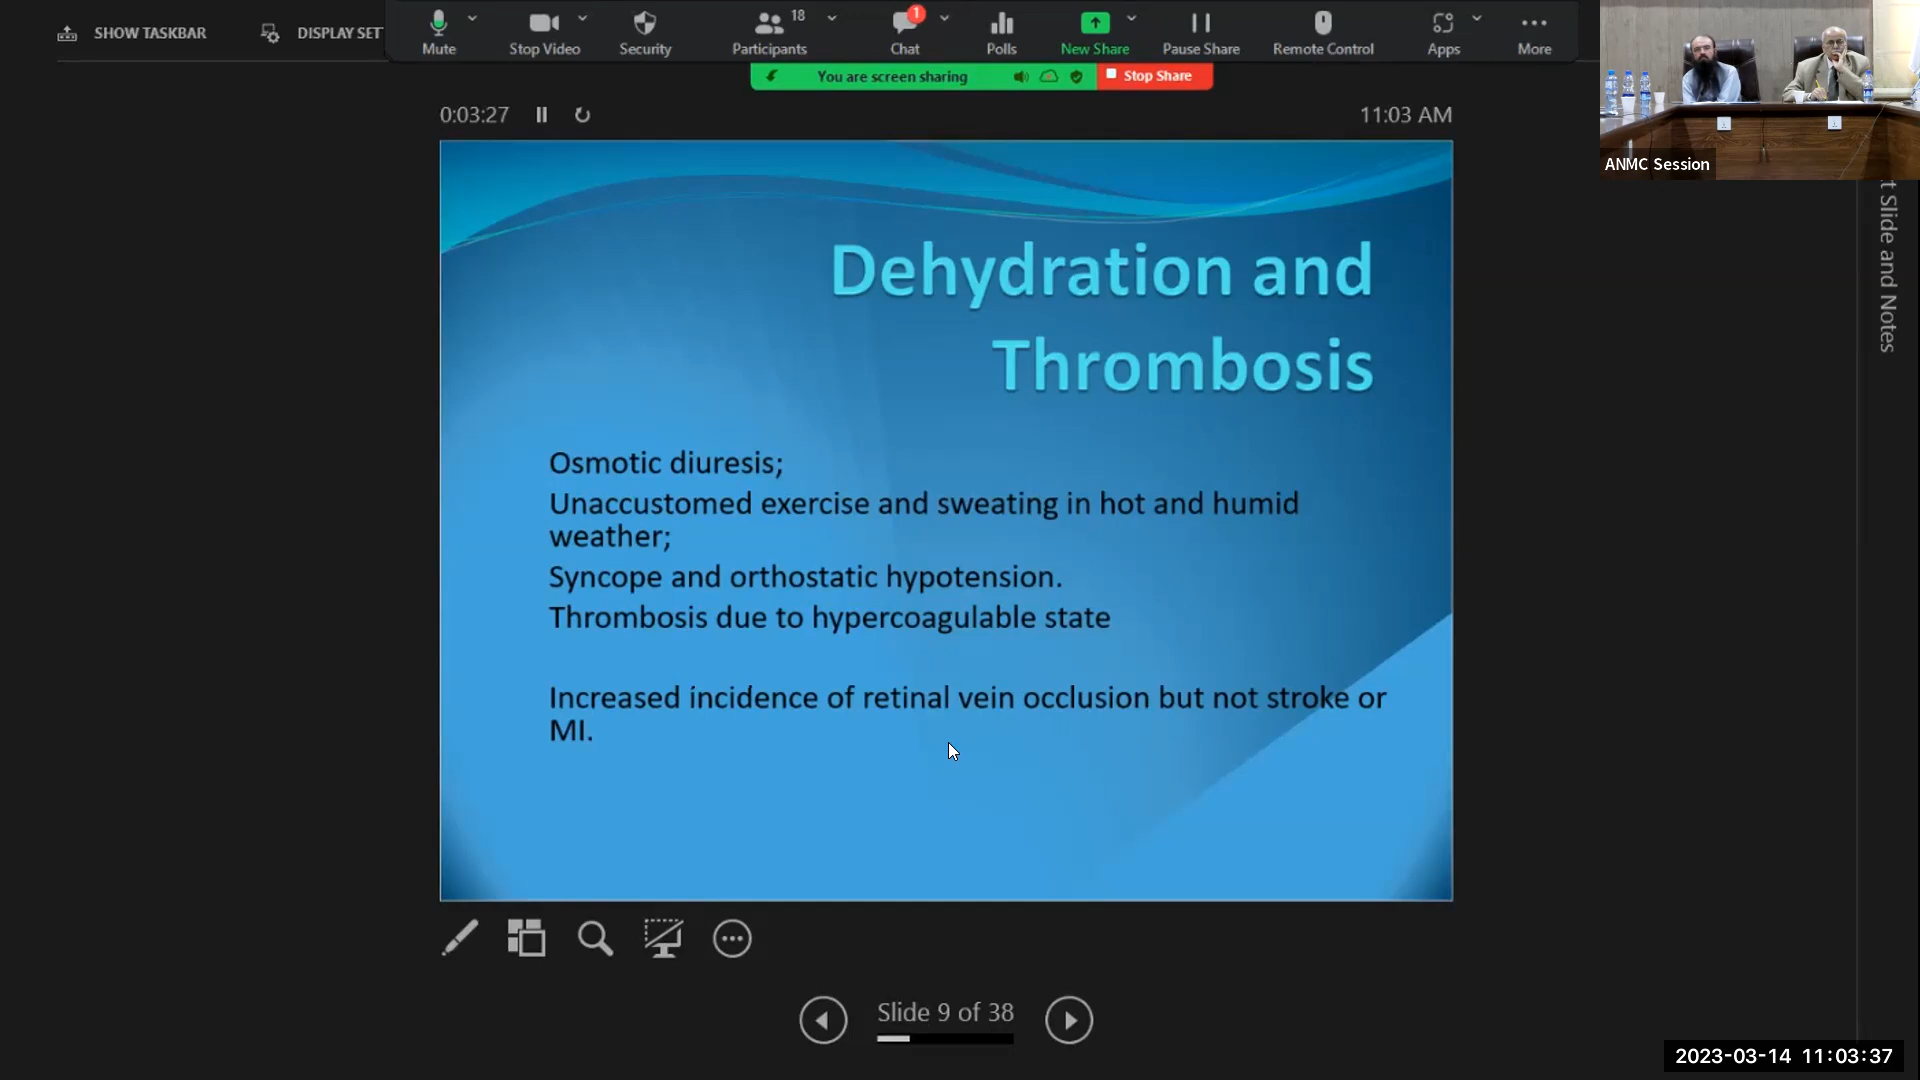 SHOW TASKBAR
DISPLAY SET
Mute
Stop Video
Security
18
Participants
1
Chat
Polls
New Share
Pause Share
Remote Control
Apps
More
You are screen sharing
Stop Share
0:03:27
11:03 AM
ANMC Session
t Slide and Notes
Dehydration and
Thrombosis
Osmotic diuresis;
Unaccustomed exercise and sweating in hot and humid
weather;
Syncope and orthostatic hypotension.
Thrombosis due to hypercoagulable state
Increased incidence of retinal vein occlusion but not stroke or
MI.
Slide 9 of 38
2023-03-14 11:03:37